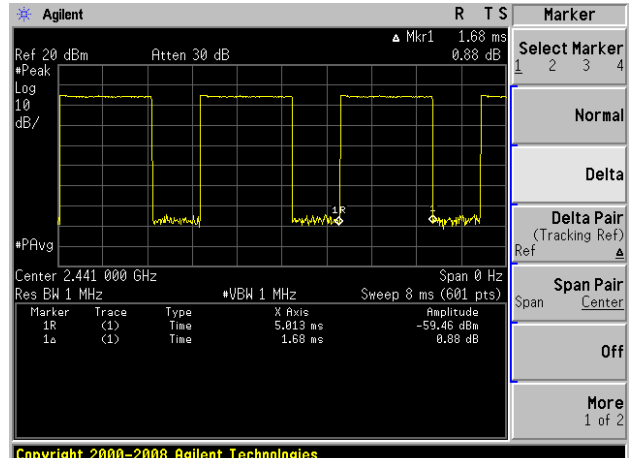 Agilent R T S
Marker
Δ Mkr1 1.68 ms
Ref 20 dBm Atten 30 dB 0.88 dB
#Peak
Log
10
dB/
1R
1
#PAvg
Center 2.441 000 GHz Span 0 Hz
Res BW 1 MHz #VBW 1 MHz Sweep 8 ms (601 pts)
Marker Trace Type X Axis Amplitude
1R (1) Time 5.013 ms -59.46 dBm
1Δ (1) Time 1.68 ms 0.88 dB
Select Marker
1 2 3 4
Normal
Delta
Delta Pair
(Tracking Ref)
Ref Δ
Span Pair
Span Center
Off
More
1 of 2
Copyright 2000-2008 Agilent Technologies